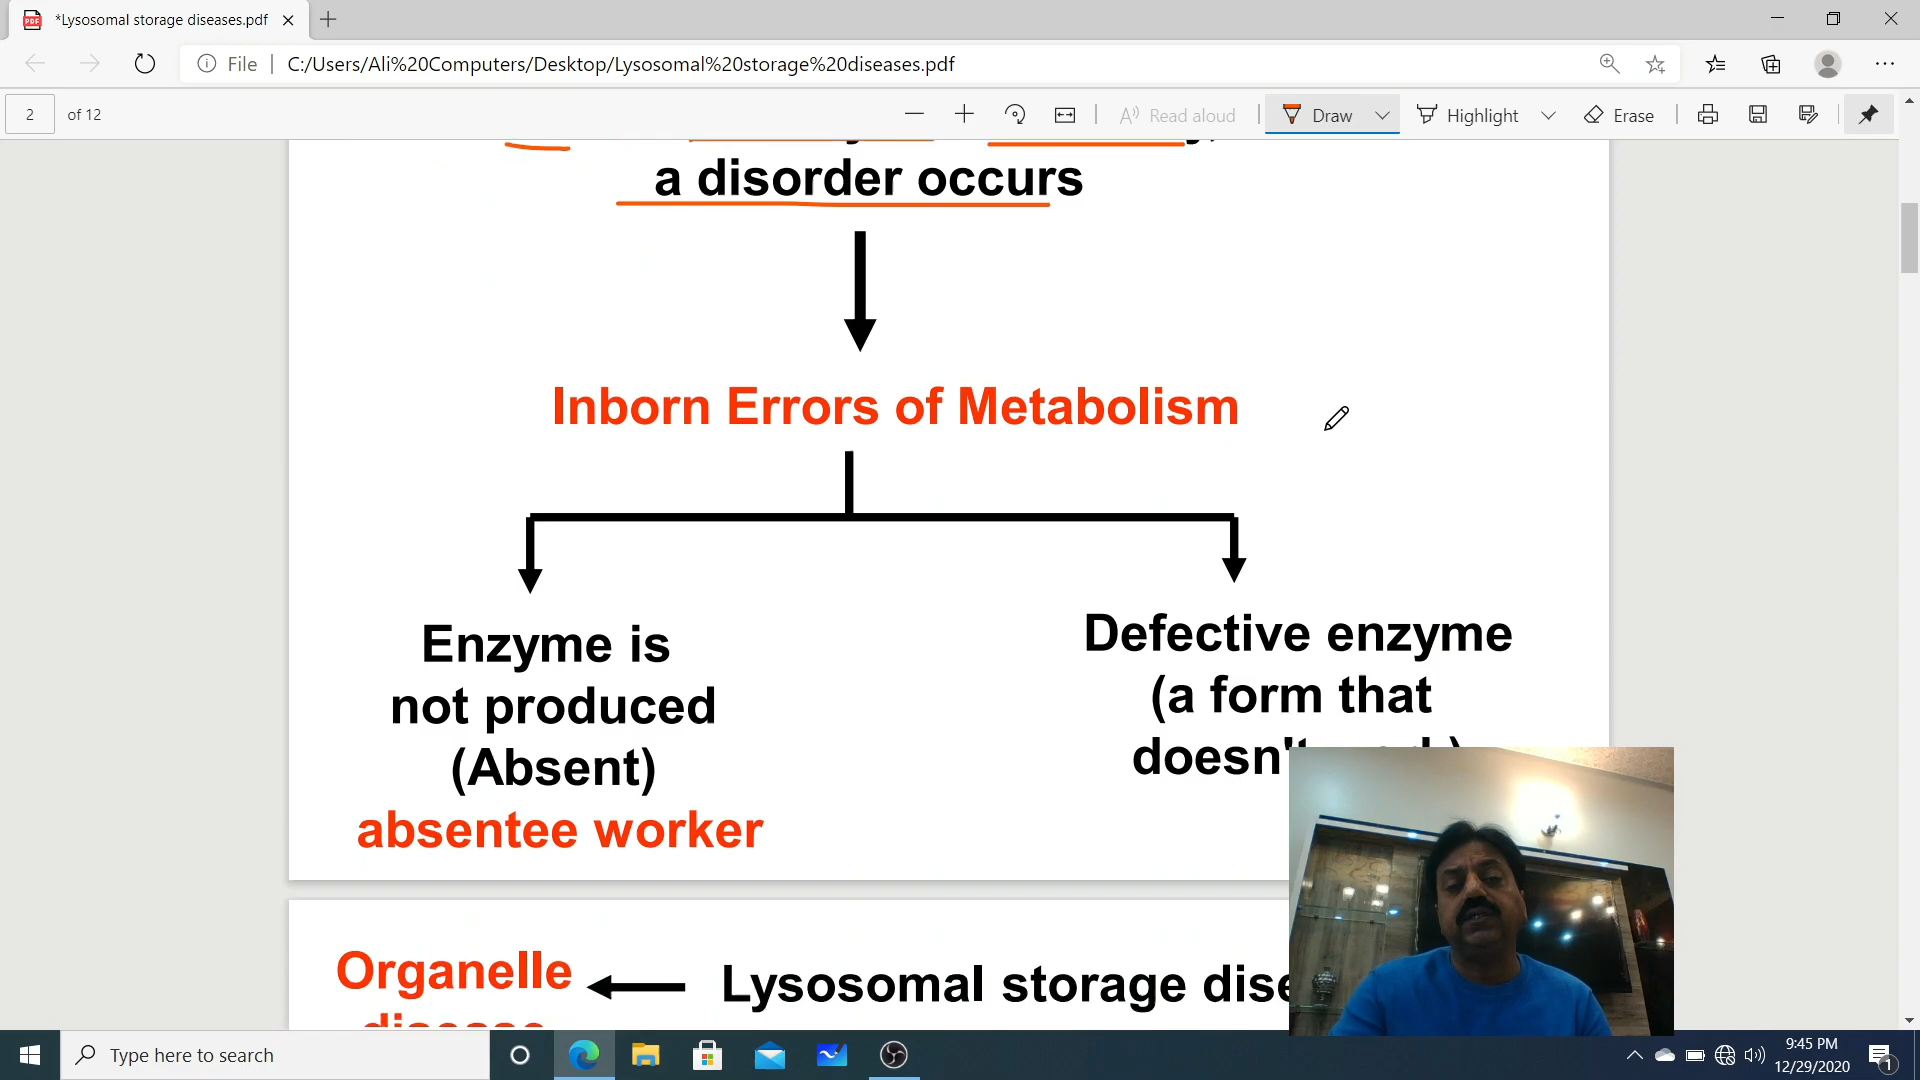 *Lysosomal storage diseases.pdf
File
C:/Users/Ali%20Computers/Desktop/Lysosomal%20storage%20diseases.pdf
2 of 12
Read aloud
Draw
Highlight
Erase
a disorder occurs
Inborn Errors of Metabolism
Enzyme is
not produced
(Absent)
absentee worker
Defective enzyme
(a form that
doesn't
Organelle
Lysosomal storage
Type here to search
9:45 PM
12/29/2020
1